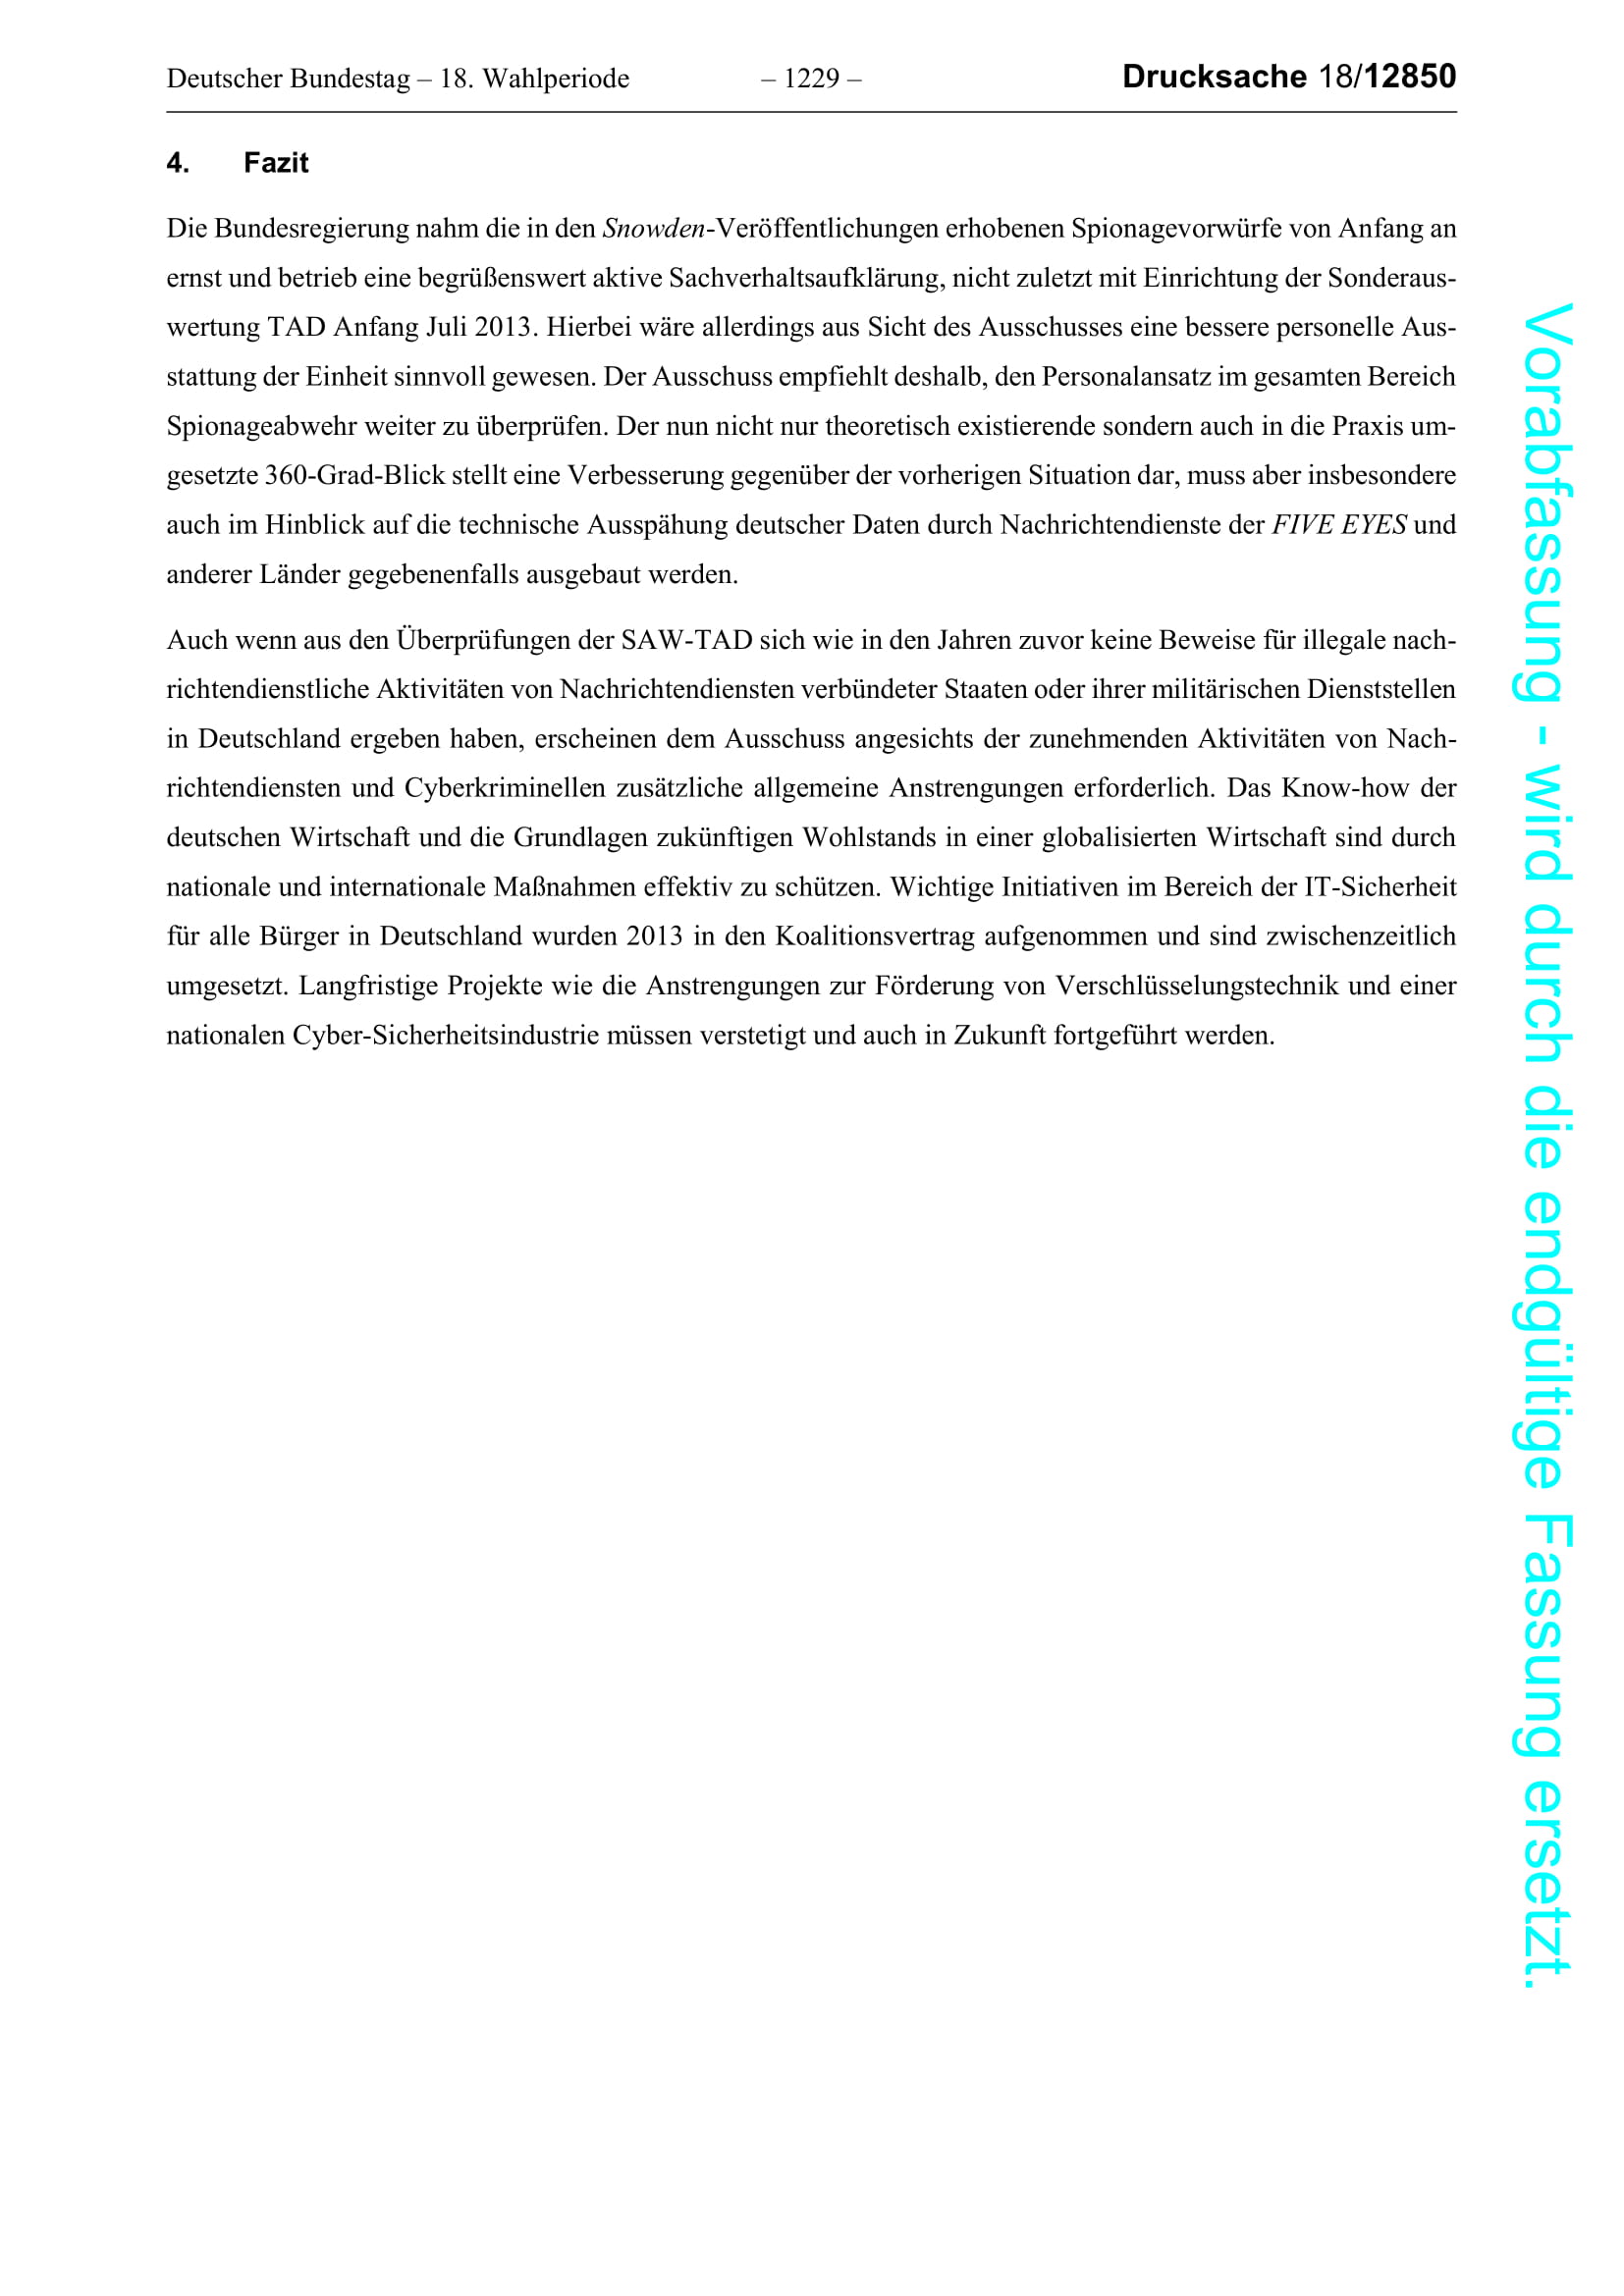 Deutscher Bundestag – 18. Wahlperiode – 1229 – Drucksache 18/12850
4. Fazit
Die Bundesregierung nahm die in den Snowden-Veröffentlichungen erhobenen Spionagevorwürfe von Anfang an
ernst und betrieb eine begrüßenswert aktive Sachverhaltsaufklärung, nicht zuletzt mit Einrichtung der Sonderaus-
wertung TAD Anfang Juli 2013. Hierbei wäre allerdings aus Sicht des Ausschusses eine bessere personelle Aus-
stattung der Einheit sinnvoll gewesen. Der Ausschuss empfiehlt deshalb, den Personalansatz im gesamten Bereich
Spionageabwehr weiter zu überprüfen. Der nun nicht nur theoretisch existierende sondern auch in die Praxis um-
gesetzte 360-Grad-Blick stellt eine Verbesserung gegenüber der vorherigen Situation dar, muss aber insbesondere
auch im Hinblick auf die technische Ausspähung deutscher Daten durch Nachrichtendienste der FIVE EYES und
anderer Länder gegebenenfalls ausgebaut werden.
Auch wenn aus den Überprüfungen der SAW-TAD sich wie in den Jahren zuvor keine Beweise für illegale nach-
richtendienstliche Aktivitäten von Nachrichtendiensten verbündeter Staaten oder ihrer militärischen Dienststellen
in Deutschland ergeben haben, erscheinen dem Ausschuss angesichts der zunehmenden Aktivitäten von Nach-
richtendiensten und Cyberkriminellen zusätzliche allgemeine Anstrengungen erforderlich. Das Know-how der
deutschen Wirtschaft und die Grundlagen zukünftigen Wohlstands in einer globalisierten Wirtschaft sind durch
nationale und internationale Maßnahmen effektiv zu schützen. Wichtige Initiativen im Bereich der IT-Sicherheit
für alle Bürger in Deutschland wurden 2013 in den Koalitionsvertrag aufgenommen und sind zwischenzeitlich
umgesetzt. Langfristige Projekte wie die Anstrengungen zur Förderung von Verschlüsselungstechnik und einer
nationalen Cyber-Sicherheitsindustrie müssen verstetigt und auch in Zukunft fortgeführt werden.
Vorabfassung - wird durch die endgültige Fassung ersetzt.